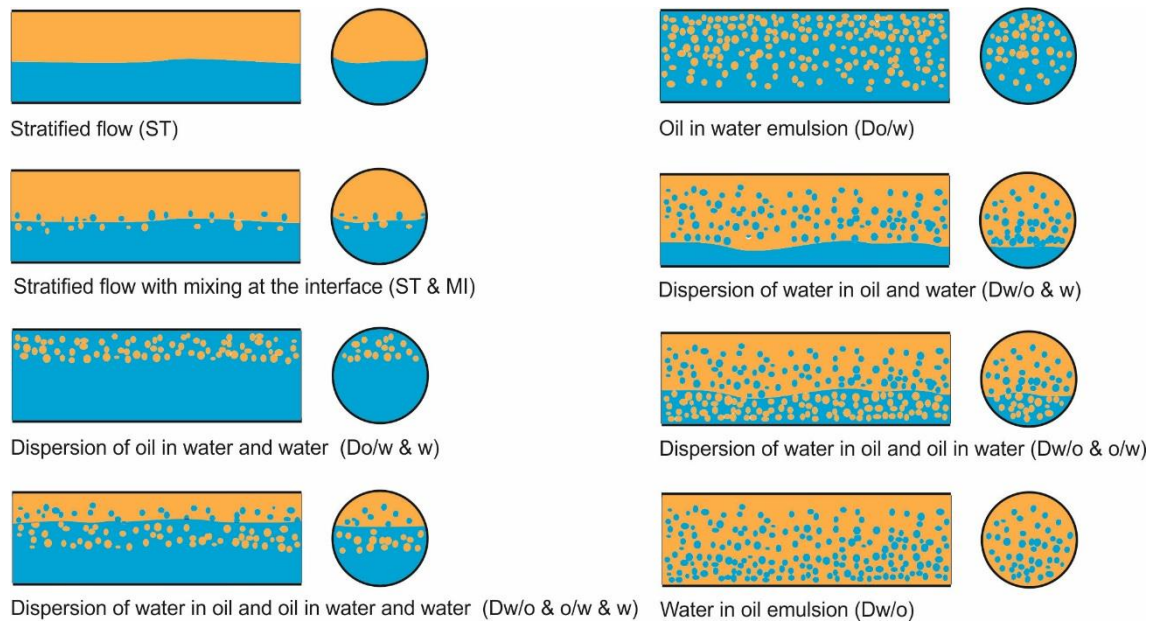 Stratified flow (ST)
Stratified flow with mixing at the interface (ST & MI)
Dispersion of oil in water and water (Do/w & w)
Dispersion of water in oil and oil in water and water (Dw/o & o/w & w)
Oil in water emulsion (Do/w)
Dispersion of water in oil and water (Dw/o & w)
Dispersion of water in oil and oil in water (Dw/o & o/w)
Water in oil emulsion (Dw/o)